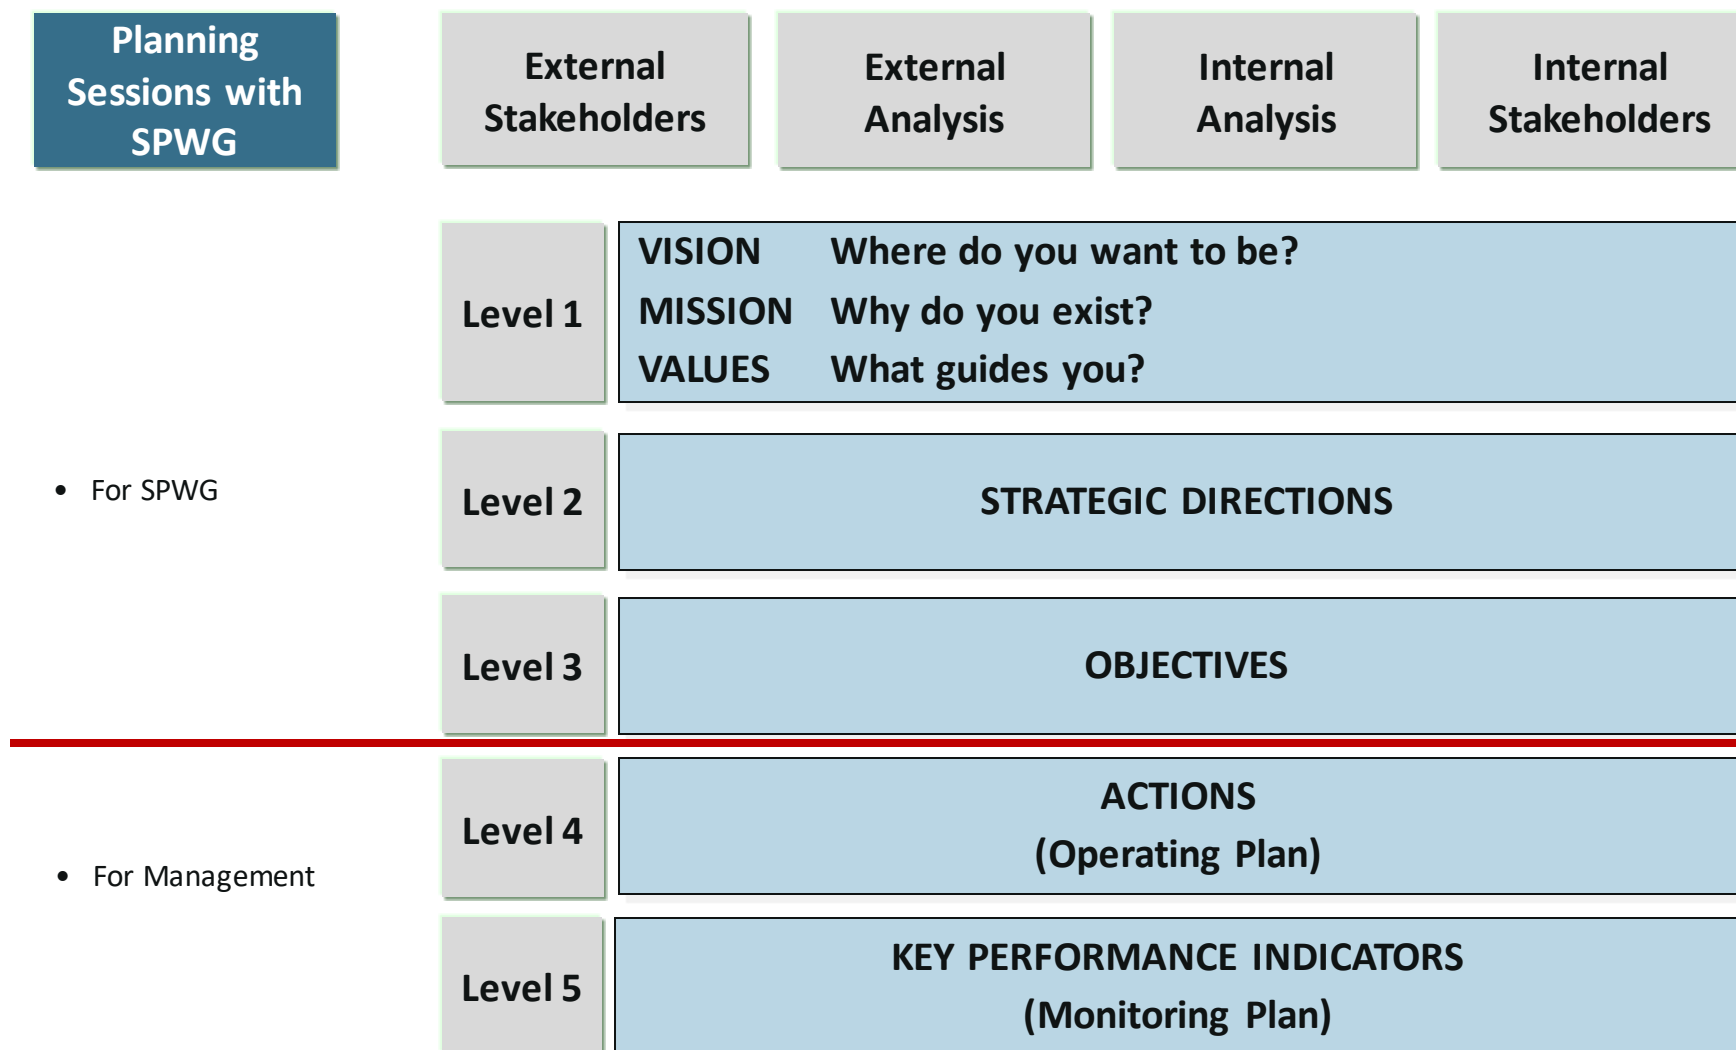 Planning
Sessions with
SPWG
External
Stakeholders
External
Analysis
Internal
Analysis
Internal
Stakeholders
Level 1
VISION Where do you want to be?
MISSION Why do you exist?
VALUES What guides you?
• For SPWG
Level 2
STRATEGIC DIRECTIONS
Level 3
OBJECTIVES
Level 4
ACTIONS
(Operating Plan)
• For Management
Level 5
KEY PERFORMANCE INDICATORS
(Monitoring Plan)